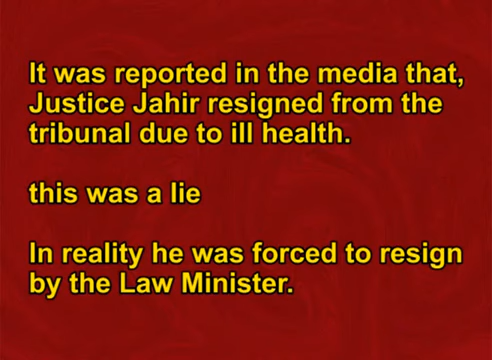 It was reported in the media that,
Justice Jahir resigned from the
tribunal due to ill health.
this was a lie
In reality he was forced to resign
by the Law Minister.